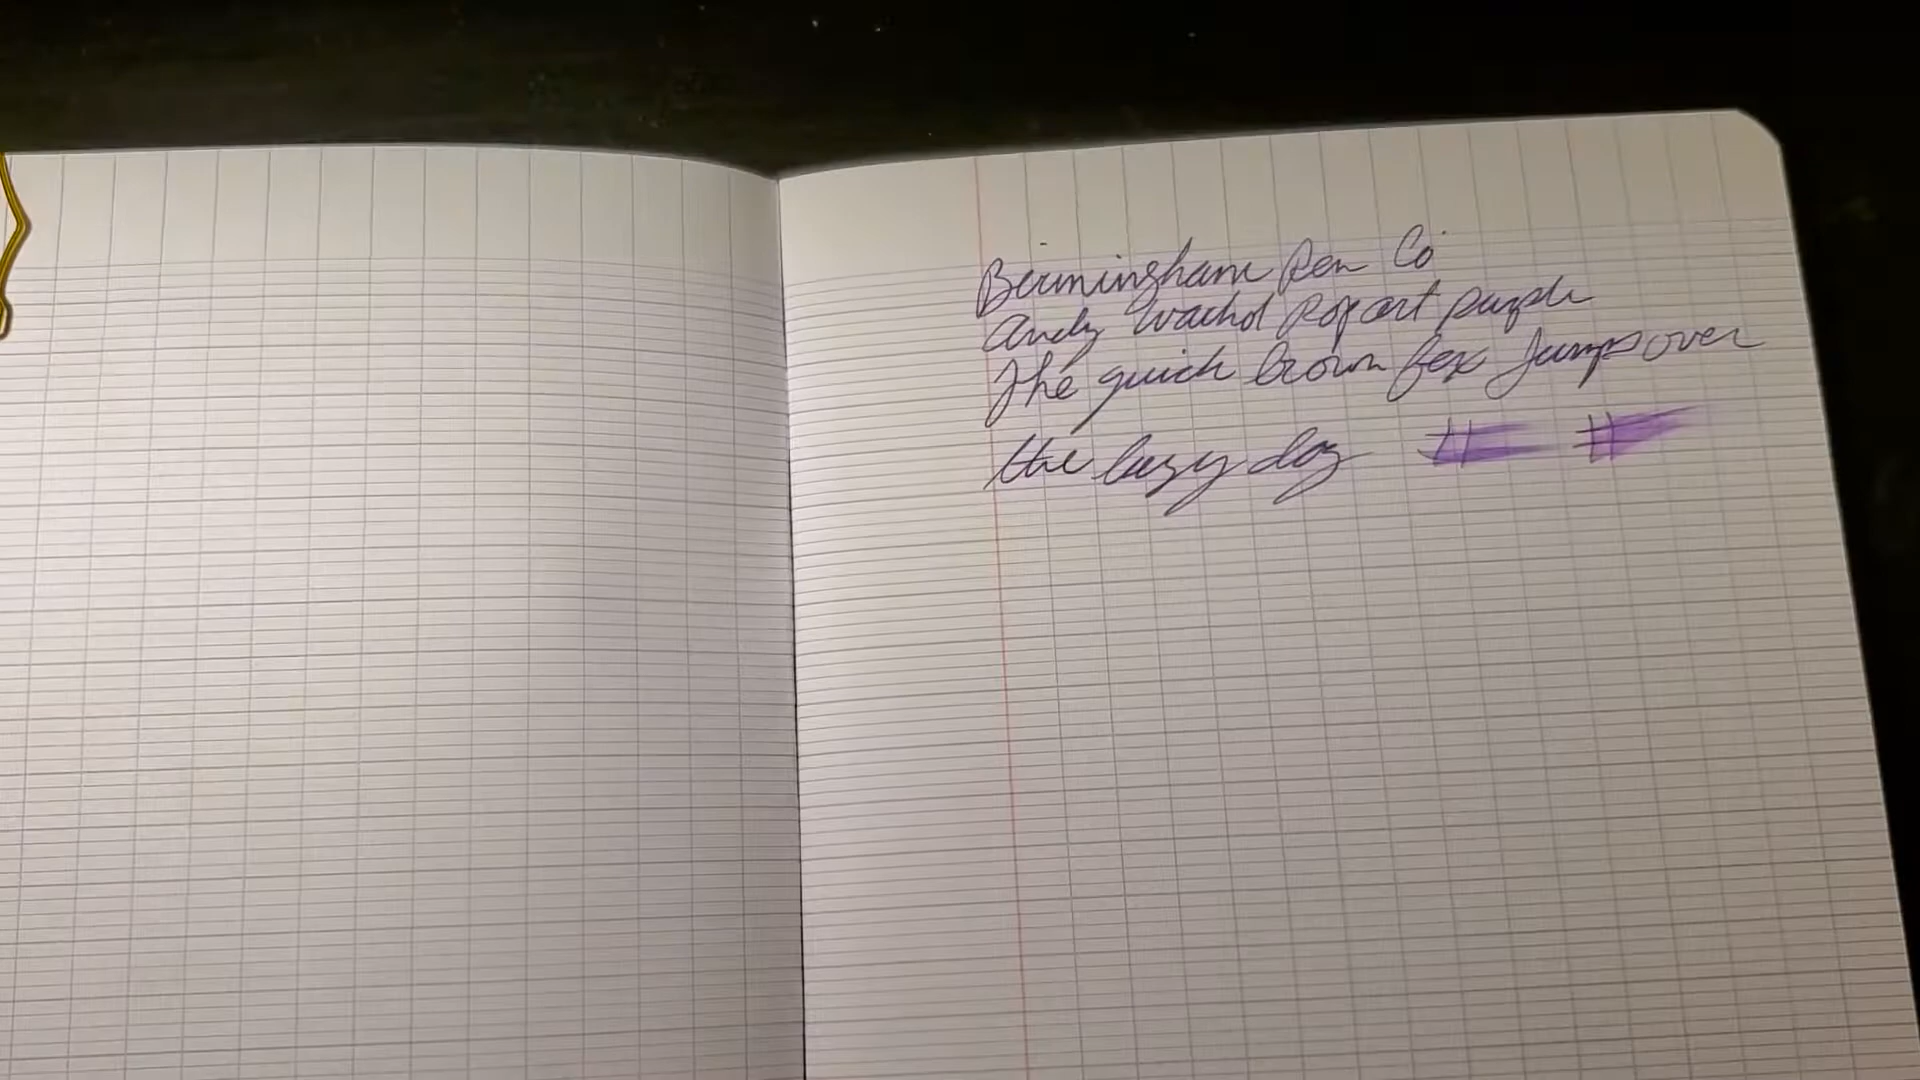 Birmingham Pen Co
Andy Warhol Pop art purple
The quick brown fox Jumps over
the lazy dog # #